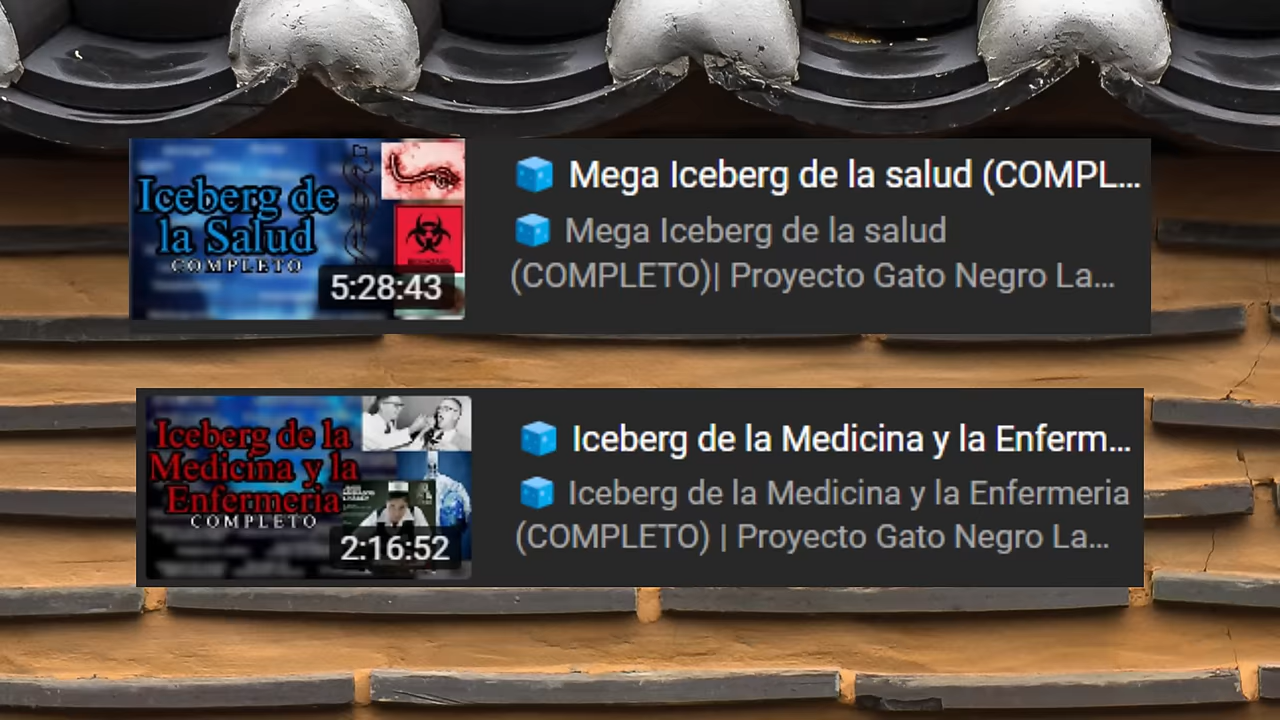 Iceberg de
la Salud
COMPLETO
5:28:43
Mega Iceberg de la salud (COMPL...
Mega Iceberg de la salud
(COMPLETO)| Proyecto Gato Negro La...
Iceberg de la
Medicina y la
Enfermeria
COMPLETO
2:16:52
Iceberg de la Medicina y la Enferm...
Iceberg de la Medicina y la Enfermeria
(COMPLETO) | Proyecto Gato Negro La...